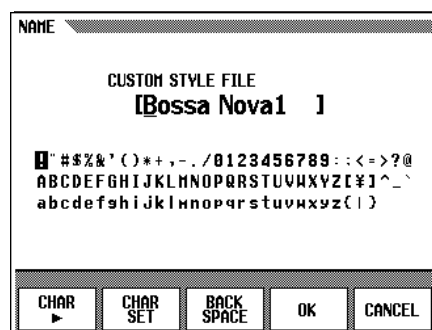 NAME
CUSTOM STYLE FILE
[Bossa Nova1 ]
!"#$%&'()*+,-./0123456789:;<=>?@
ABCDEFGHIJKLMNOPQRSTUVWXYZ[¥]^_`
abcdefghijklmnopqrstuvwxyz{|}
CHAR ▶
CHAR SET
BACK SPACE
OK
CANCEL